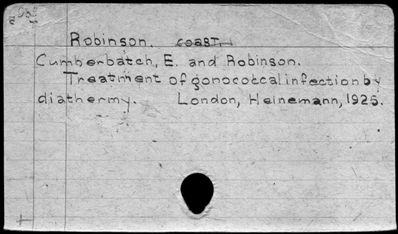 Robinson.
Cumberbatch, E. and Robinson.
Treatment of gonococcal infection by
diathermy. London, Heinemann, 1925.